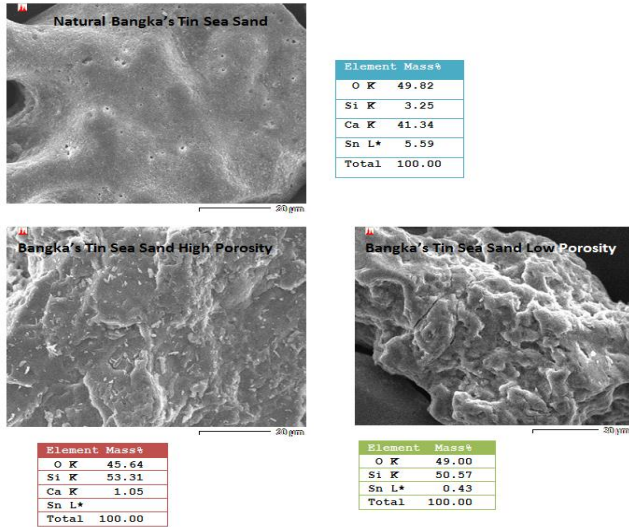 Natural Bangka's Tin Sea Sand
Element Mass%
O K 49.82
Si K 3.25
Ca K 41.34
Sn L* 5.59
Total 100.00
20 μm
Bangka's Tin Sea Sand High Porosity
Bangka's Tin Sea Sand Low Porosity
20 μm
20 μm
Element Mass%
O K 45.64
Si K 53.31
Ca K 1.05
Sn L*
Total 100.00
Element Mass%
O K 49.00
Si K 50.57
Sn L* 0.43
Total 100.00